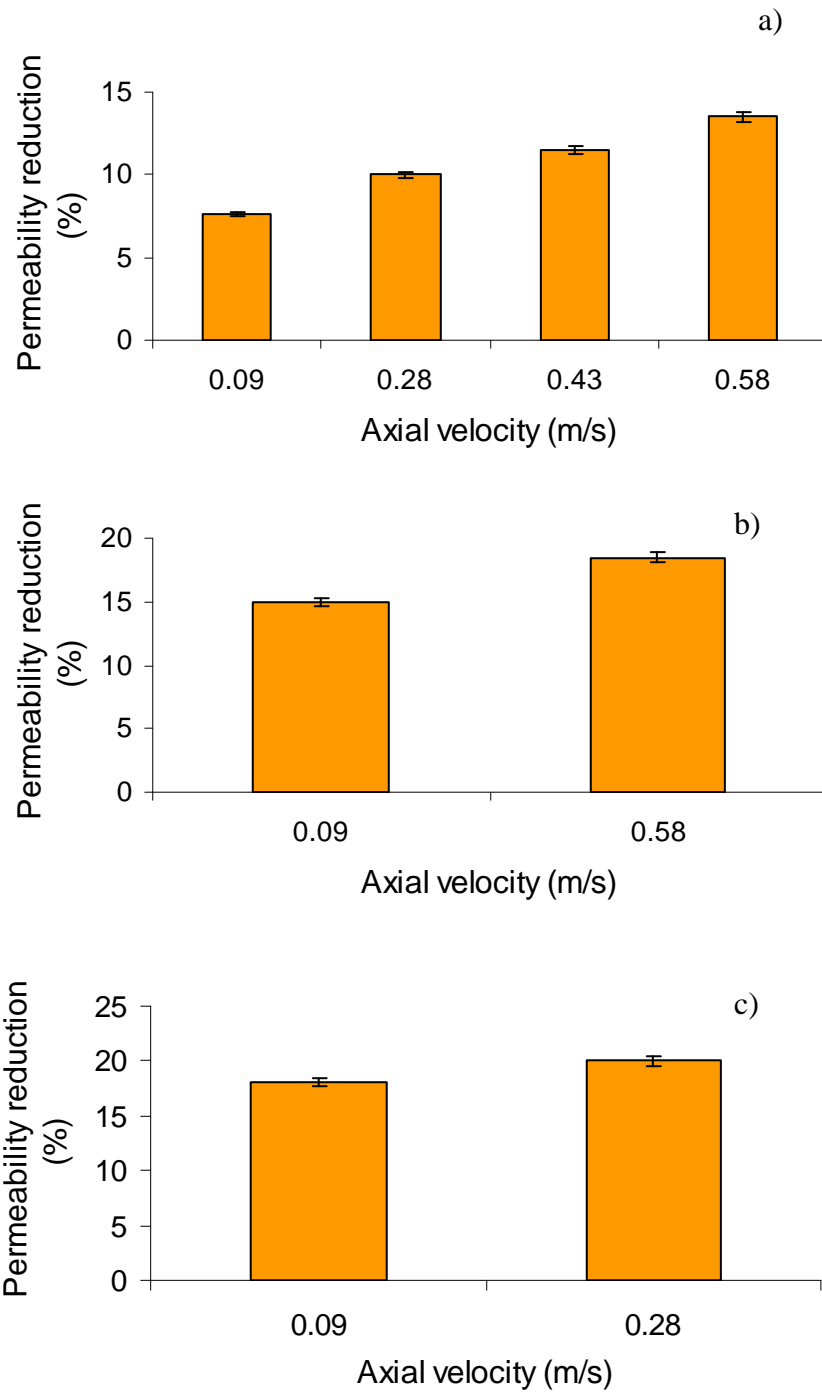 a)
Permeability reduction
(%)
15
10
5
0
0.09 0.28 0.43 0.58
Axial velocity (m/s)
b)
Permeability reduction
(%)
20
15
10
5
0
0.09 0.58
Axial velocity (m/s)
c)
Permeability reduction
(%)
25
20
15
10
5
0
0.09 0.28
Axial velocity (m/s)